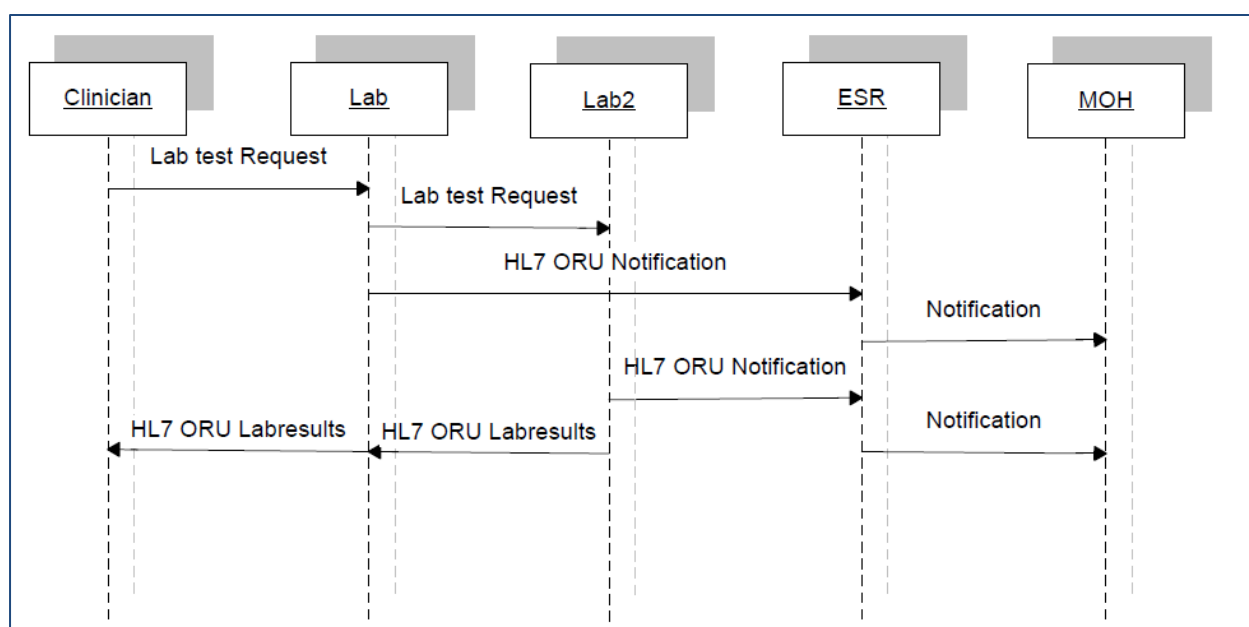 Clinician
Lab
Lab2
ESR
MOH
Lab test Request
Lab test Request
HL7 ORU Notification
Notification
HL7 ORU Notification
HL7 ORU Labresults
HL7 ORU Labresults
Notification